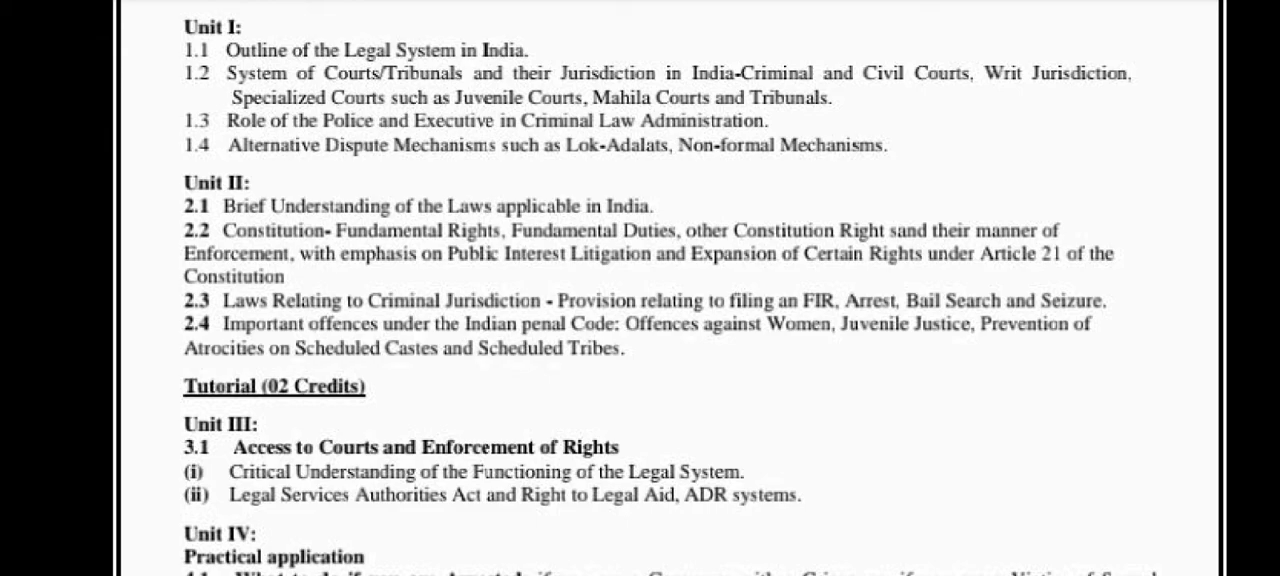 Unit I:
1.1 Outline of the Legal System in India.
1.2 System of Courts/Tribunals and their Jurisdiction in India-Criminal and Civil Courts, Writ Jurisdiction,
Specialized Courts such as Juvenile Courts, Mahila Courts and Tribunals.
1.3 Role of the Police and Executive in Criminal Law Administration.
1.4 Alternative Dispute Mechanisms such as Lok-Adalats, Non-formal Mechanisms.
Unit II:
2.1 Brief Understanding of the Laws applicable in India.
2.2 Constitution- Fundamental Rights, Fundamental Duties, other Constitution Right sand their manner of
Enforcement, with emphasis on Public Interest Litigation and Expansion of Certain Rights under Article 21 of the
Constitution
2.3 Laws Relating to Criminal Jurisdiction - Provision relating to filing an FIR, Arrest, Bail Search and Seizure.
2.4 Important offences under the Indian penal Code: Offences against Women, Juvenile Justice, Prevention of
Atrocities on Scheduled Castes and Scheduled Tribes.
Tutorial (02 Credits)
Unit III:
3.1 Access to Courts and Enforcement of Rights
(i) Critical Understanding of the Functioning of the Legal System.
(ii) Legal Services Authorities Act and Right to Legal Aid, ADR systems.
Unit IV:
Practical application